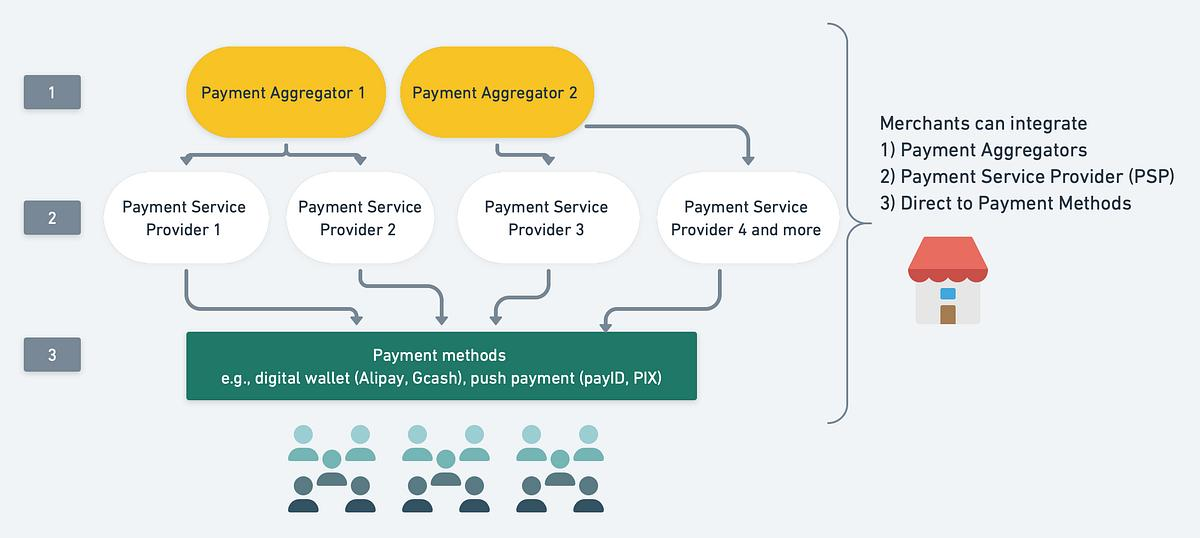 1
Payment Aggregator 1
Payment Aggregator 2
2
Payment Service
Provider 1
Payment Service
Provider 2
Payment Service
Provider 3
Payment Service
Provider 4 and more
3
Payment methods
e.g., digital wallet (Alipay, Gcash), push payment (payID, PIX)
Merchants can integrate
1) Payment Aggregators
2) Payment Service Provider (PSP)
3) Direct to Payment Methods